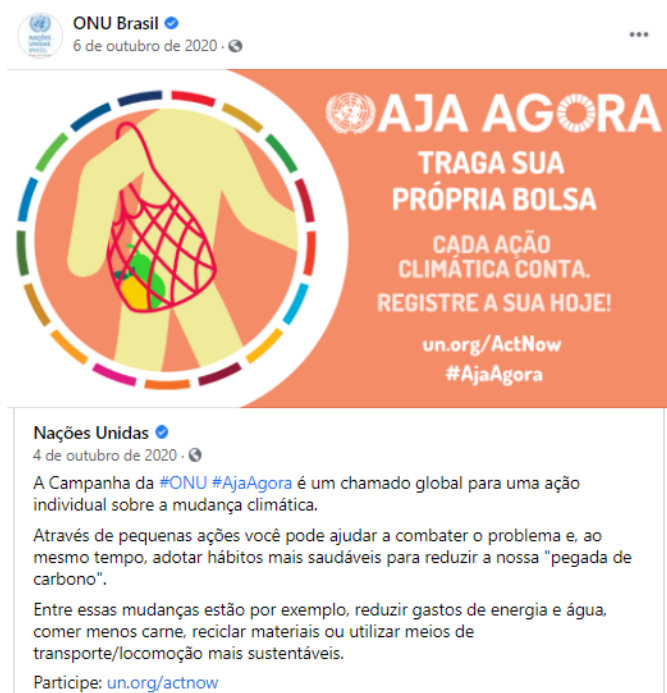 ONU Brasil
6 de outubro de 2020 ·
NAÇÕES
UNIDAS
BRASIL
AJA AGORA
TRAGA SUA
PRÓPRIA BOLSA
CADA AÇÃO
CLIMÁTICA CONTA.
REGISTRE A SUA HOJE!
un.org/ActNow
#AjaAgora
Nações Unidas
4 de outubro de 2020 ·
A Campanha da #ONU #AjaAgora é um chamado global para uma ação
individual sobre a mudança climática.
Através de pequenas ações você pode ajudar a combater o problema e, ao
mesmo tempo, adotar hábitos mais saudáveis para reduzir a nossa "pegada de
carbono".
Entre essas mudanças estão por exemplo, reduzir gastos de energia e água,
comer menos carne, reciclar materiais ou utilizar meios de
transporte/locomoção mais sustentáveis.
Participe: un.org/actnow